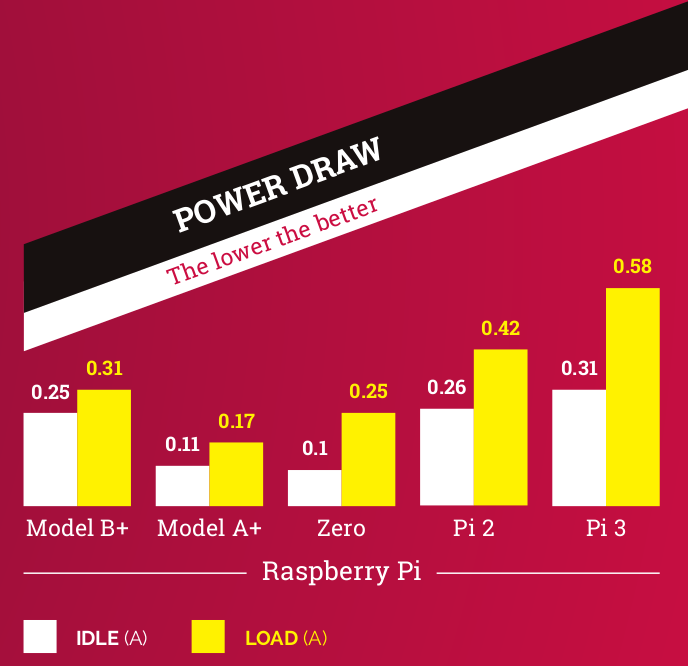 POWER DRAW
The lower the better
0.25
0.31
0.11
0.17
0.1
0.25
0.26
0.42
0.31
0.58
Model B+
Model A+
Zero
Pi 2
Pi 3
Raspberry Pi
IDLE (A)
LOAD (A)